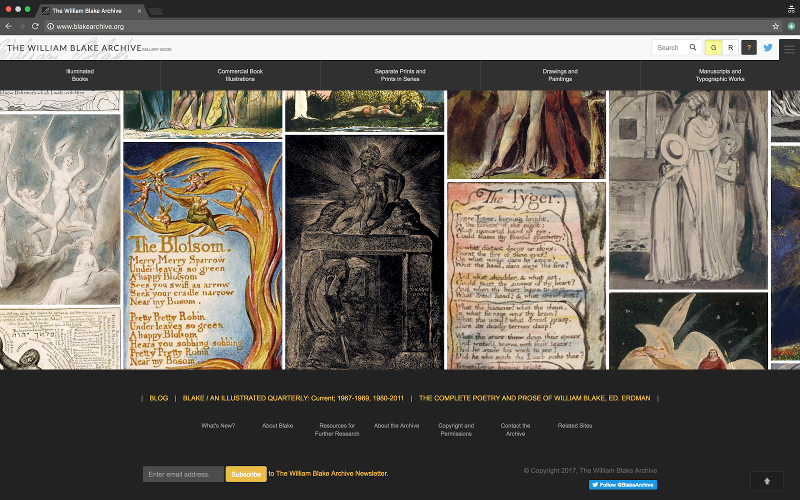 The William Blake Archive
www.blakearchive.org
THE WILLIAM BLAKE ARCHIVE
Search
G
R
?
Illuminated
Books
Commercial Book
Illustrations
Separate Prints and
Prints in Series
Drawings and
Paintings
Manuscripts and
Typographic Works
The Blossom.
Merry Merry Sparrow
Under leaves so green
A happy Blossom
Sees you swift as arrow
Seek your cradle narrow
Near my Bosom.
Pretty Pretty Robin
Under leaves so green
A happy Blossom
Hears you sobbing sobbing
Pretty Pretty Robin
Near my Bosom
The Tyger.
Tyger Tyger, burning bright,
In the forests of the night:
What immortal hand or eye,
Could frame thy fearful symmetry?
In what distant deeps or skies.
Burnt the fire of thine eyes?
On what wings dare he aspire?
What the hand, dare sieze the fire?
And what shoulder, & what art,
Could twist the sinews of thy heart?
And when thy heart began to beat,
What dread hand? & what dread feet?
What the hammer? what the chain,
In what furnace was thy brain?
What the anvil? what dread grasp,
Dare its deadly terrors clasp?
When the stars threw down their spears
And water'd heaven with their tears:
Did he smile his work to see?
Did he who made the Lamb make thee?
Tyger Tyger burning bright,
| BLOG | BLAKE / AN ILLUSTRATED QUARTERLY: Current; 1967-1969, 1980-2011 | THE COMPLETE POETRY AND PROSE OF WILLIAM BLAKE, ED. ERDMAN |
What's New?
About Blake
Resources for
Further Research
About the Archive
Copyright and
Permissions
Contact the
Archive
Related Sites
Enter email address.
Subscribe to The William Blake Archive Newsletter.
© Copyright 2017, The William Blake Archive
Follow @BlakeArchive